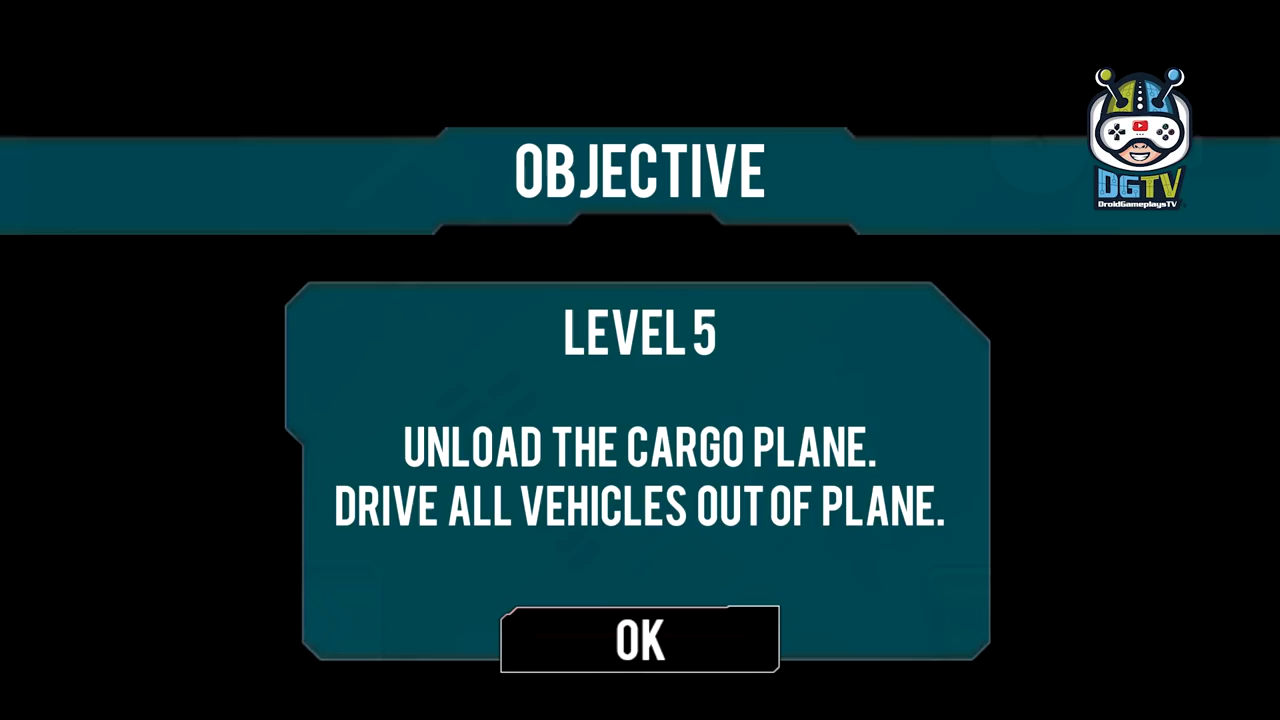 OBJECTIVE
DGTV
DroidGameplaysTV
LEVEL 5
UNLOAD THE CARGO PLANE.
DRIVE ALL VEHICLES OUT OF PLANE.
OK